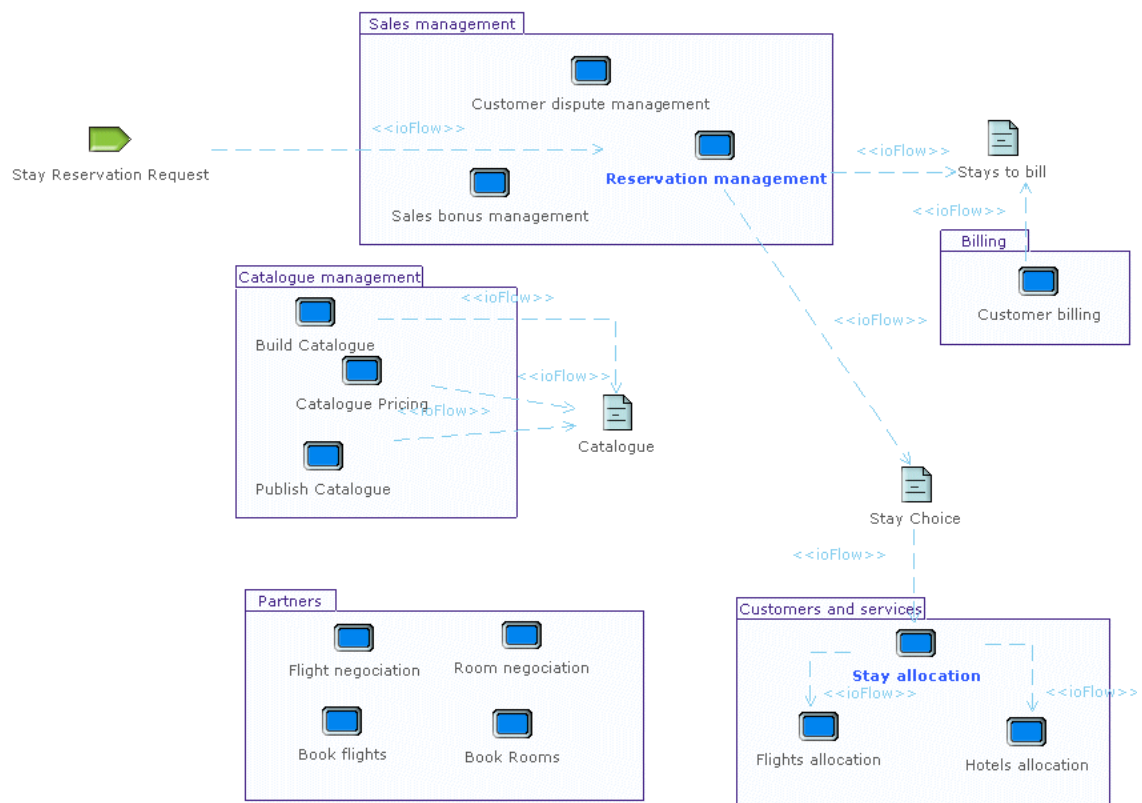 Sales management
Customer dispute management
<<ioFlow>>
Stay Reservation Request
Reservation management
Sales bonus management
<<ioFlow>>
Stays to bill
<<ioFlow>>
Billing
Customer billing
<<ioFlow>>
Catalogue management
<<ioFlow>>
Build Catalogue
<<ioFlow>>
Catalogue Pricing
<<ioFlow>>
Publish Catalogue
Catalogue
Stay Choice
<<ioFlow>>
Partners
Flight negociation
Room negociation
Book flights
Book Rooms
Customers and services
Stay allocation
<<ioFlow>>
<<ioFlow>>
Flights allocation
Hotels allocation